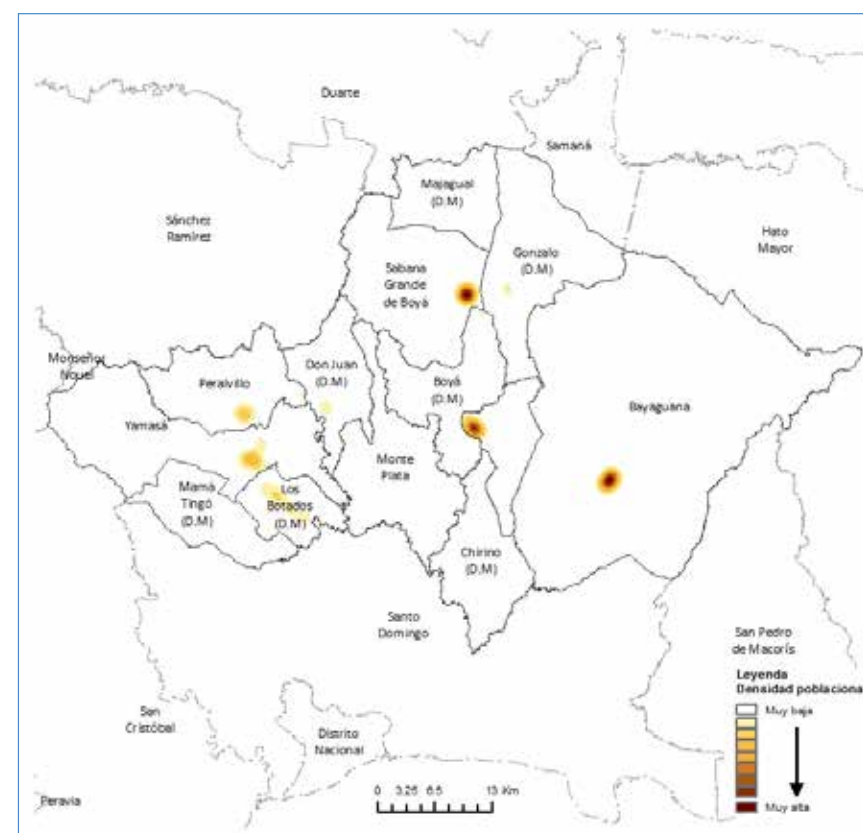 Duarte
Samaná
Majagual
(D.M)
Sánchez
Ramírez
Hato
Mayor
Gonzalo
(D.M)
Sabana
Grande
de Boyá
Monseñor
Nouel
Peralvillo
Don Juan
(D.M)
Boyá
(D.M)
Bayaguana
Yamasá
Monte
Plata
Mamá
Tingó
(D.M)
Los
Botados
(D.M)
Chirino
(D.M)
Santo
Domingo
San Pedro
de Macorís
San
Cristóbal
Distrito
Nacional
Peravia
Leyenda
Densidad poblaciona
Muy baja
Muy alta
0 3.25 6.5 13 Km